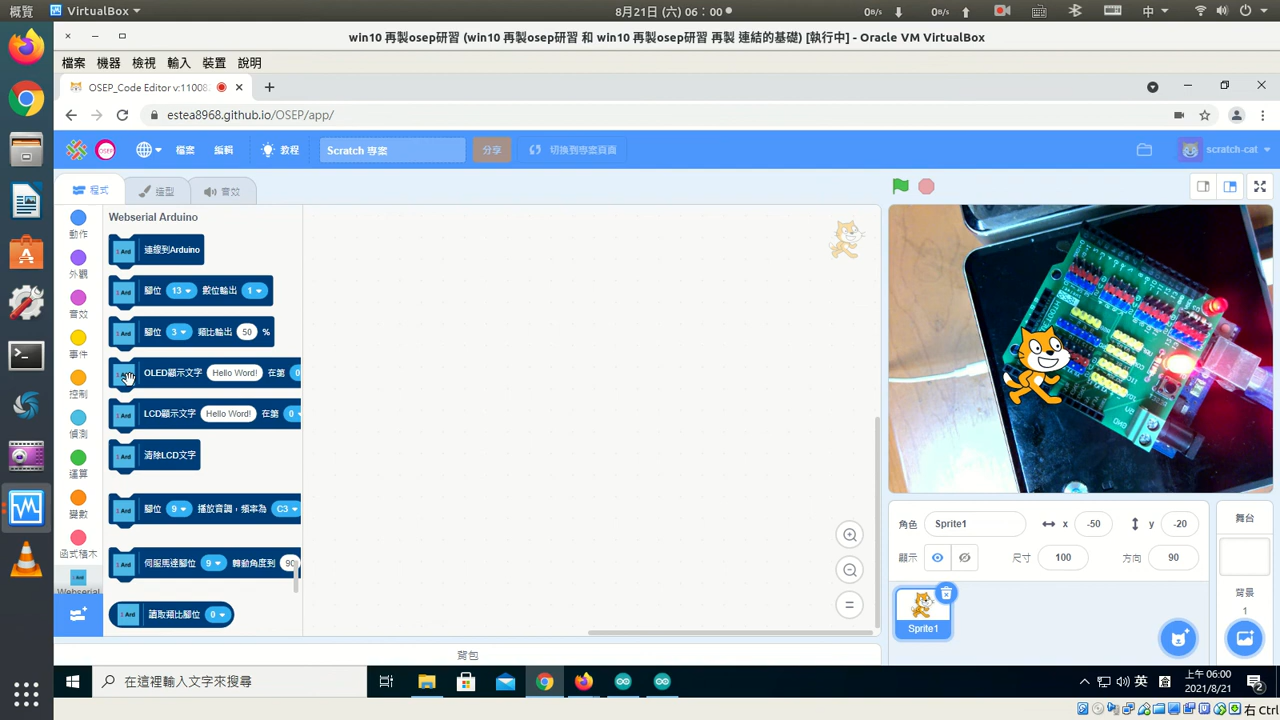 概覽 VirtualBox 8月21日 (六) 06:00 0B/s 0B/s 中
win10 再製osep研習 (win10 再製osep研習 和 win10 再製osep研習 再製 連結的基礎) [執行中] - Oracle VM VirtualBox
檔案 機器 檢視 輸入 裝置 說明
OSEP_Code Editor v:11008
estea8968.github.io/OSEP/app/
OSEP 檔案 編輯 教程 Scratch 專案 分享 切換到專案頁面 scratch-cat
程式 造型 音效
動作
外觀
音效
事件
控制
偵測
運算
變數
函式積木
Webserial
Webserial Arduino
連線到Arduino
腳位 13 數位輸出 1
腳位 3 類比輸出 50 %
OLED顯示文字 Hello Word! 在第 0
LCD顯示文字 Hello Word! 在第 0
清除LCD文字
腳位 9 播放音調，頻率為 C3
伺服馬達腳位 9 轉動角度到 90
讀取類比腳位 0
角色 Sprite1 x -50 y -20
顯示 尺寸 100 方向 90
Sprite1
舞台
背景
1
背包
在這裡輸入文字來搜尋
英
上午 06:00
2021/8/21
2
右 Ctrl